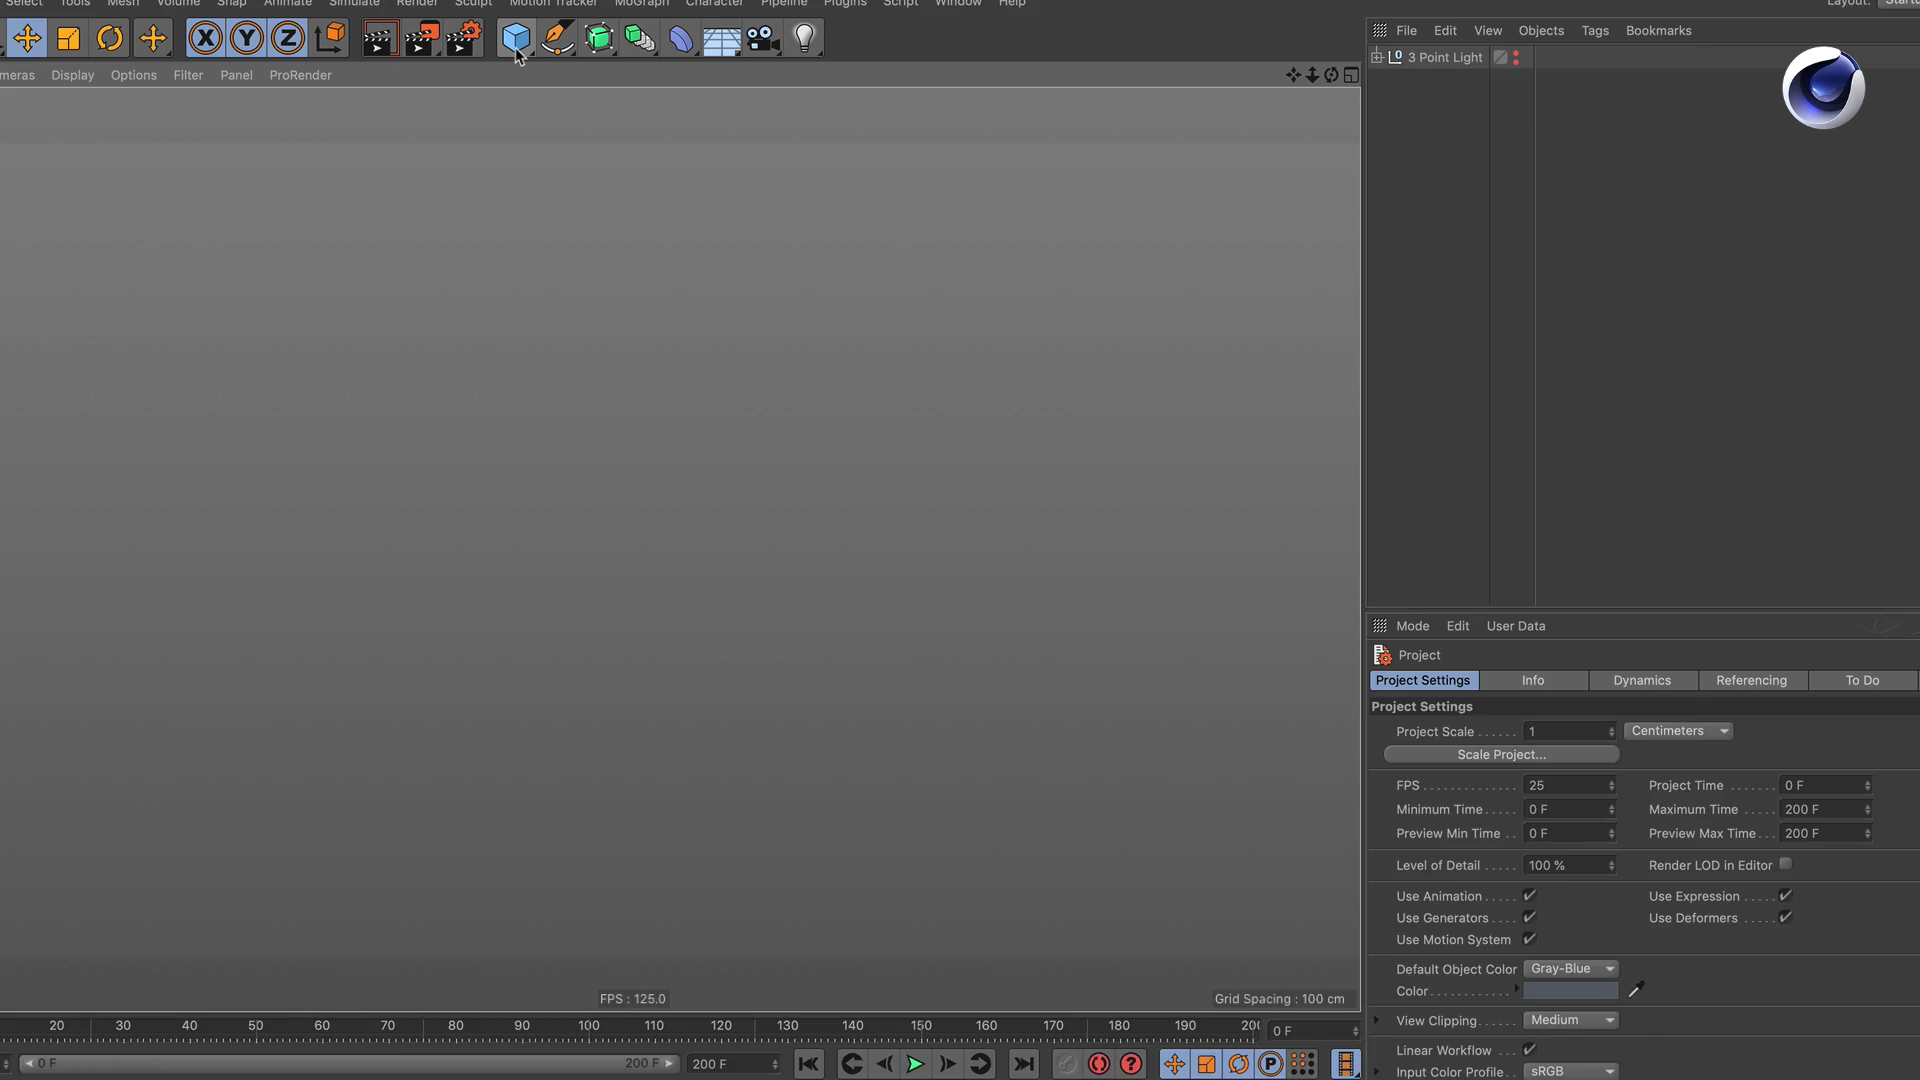 Select Tools Mesh Volume Snap Animate Simulate Render Sculpt Motion Tracker MoGraph Character Pipeline Plugins Script Window Help
Layout: Startu
File Edit View Objects Tags Bookmarks
3 Point Light
X Y Z
meras Display Options Filter Panel ProRender
FPS : 125.0
Grid Spacing : 100 cm
20 30 40 50 60 70 80 90 100 110 120 130 140 150 160 170 180 190 200
0 F
0 F
200 F
200 F
P
Mode Edit User Data
Project
Project Settings Info Dynamics Referencing To Do
Project Settings
Project Scale . . . . . . 1 Centimeters
Scale Project...
FPS . . . . . . . . . . . . . 25 Project Time . . . . . . . 0 F
Minimum Time . . . . . 0 F Maximum Time . . . . . 200 F
Preview Min Time . . 0 F Preview Max Time . . . 200 F
Level of Detail . . . . . 100 % Render LOD in Editor
Use Animation . . . . . Use Expression . . . . .
Use Generators . . . . Use Deformers . . . . .
Use Motion System
Default Object Color Gray-Blue
Color . . . . . . . . . . . .
View Clipping . . . . . . Medium
Linear Workflow . . .
Input Color Profile . . sRGB